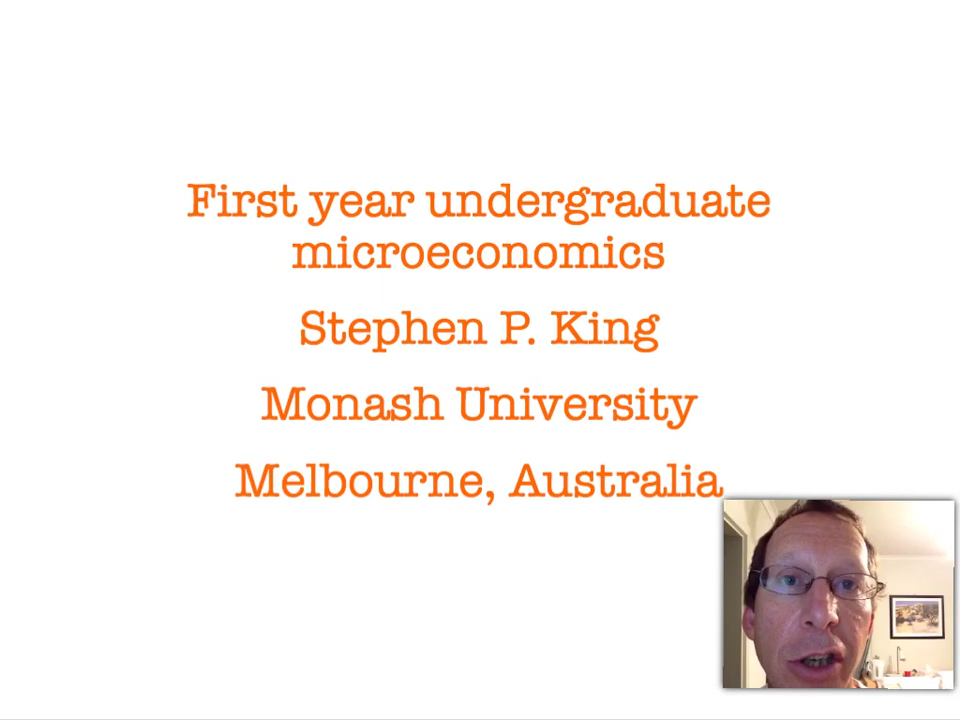 First year undergraduate
microeconomics
Stephen P. King
Monash University
Melbourne, Australia